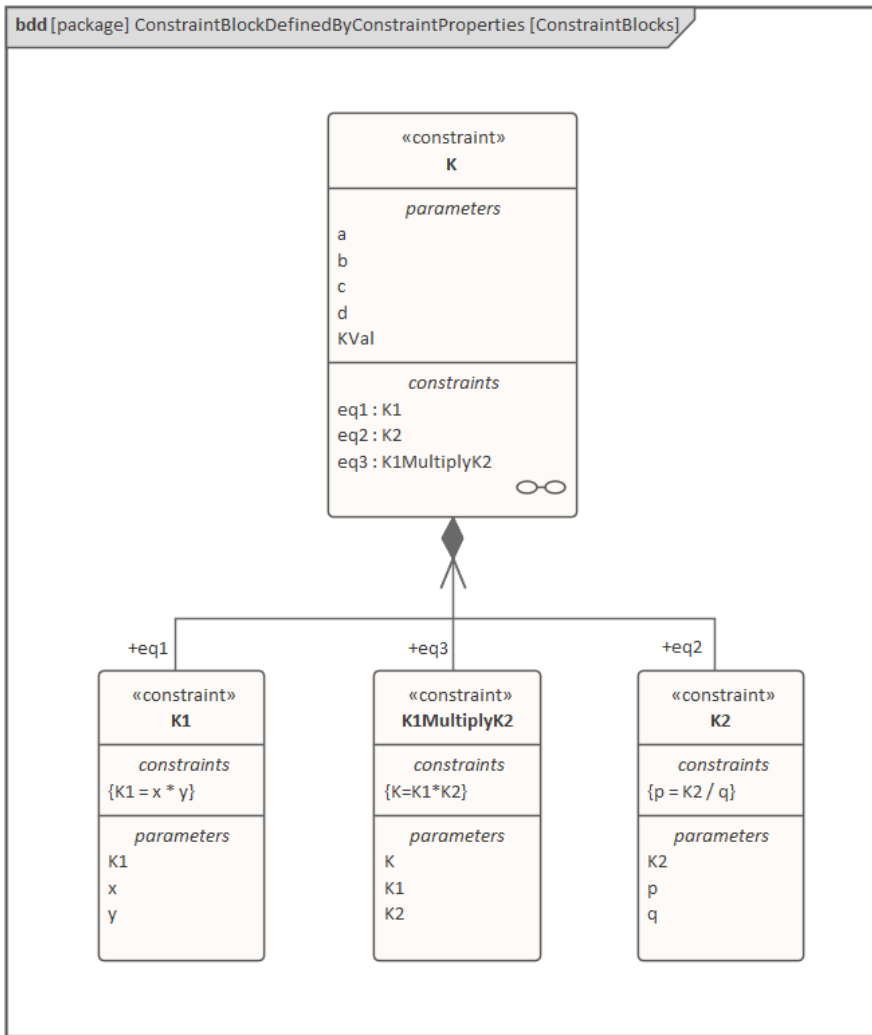 bdd [package] ConstraintBlockDefinedByConstraintProperties [ConstraintBlocks]
«constraint»
K
parameters
a
b
c
d
KVal
constraints
eq1 : K1
eq2 : K2
eq3 : K1MultiplyK2
+eq1
+eq3
+eq2
«constraint»
K1
constraints
{K1 = x * y}
parameters
K1
x
y
«constraint»
K1MultiplyK2
constraints
{K=K1*K2}
parameters
K
K1
K2
«constraint»
K2
constraints
{p = K2 / q}
parameters
K2
p
q